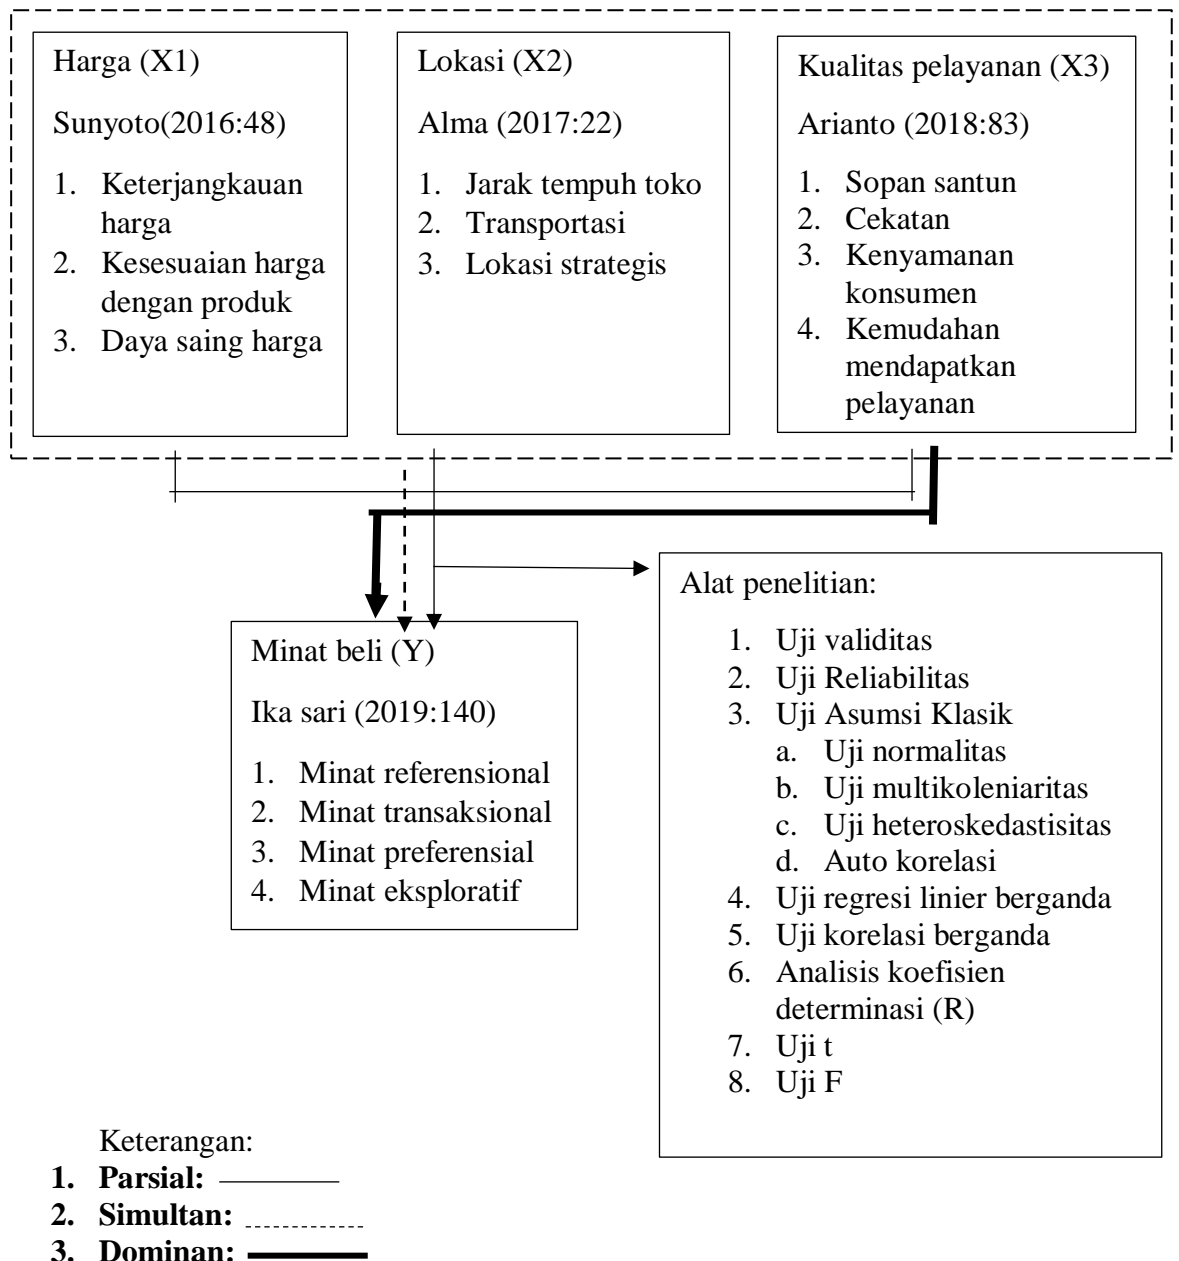 Harga (X1)
Sunyoto(2016:48)
1. Keterjangkauan
harga
2. Kesesuaian harga
dengan produk
3. Daya saing harga
Lokasi (X2)
Alma (2017:22)
1. Jarak tempuh toko
2. Transportasi
3. Lokasi strategis
Kualitas pelayanan (X3)
Arianto (2018:83)
1. Sopan santun
2. Cekatan
3. Kenyamanan
konsumen
4. Kemudahan
mendapatkan
pelayanan
Minat beli (Y)
Ika sari (2019:140)
1. Minat referensional
2. Minat transaksional
3. Minat preferensial
4. Minat eksploratif
Alat penelitian:
1. Uji validitas
2. Uji Reliabilitas
3. Uji Asumsi Klasik
a. Uji normalitas
b. Uji multikoleniaritas
c. Uji heteroskedastisitas
d. Auto korelasi
4. Uji regresi linier berganda
5. Uji korelasi berganda
6. Analisis koefisien
determinasi (R)
7. Uji t
8. Uji F
Keterangan:
1. Parsial:
2. Simultan:
3. Dominan: